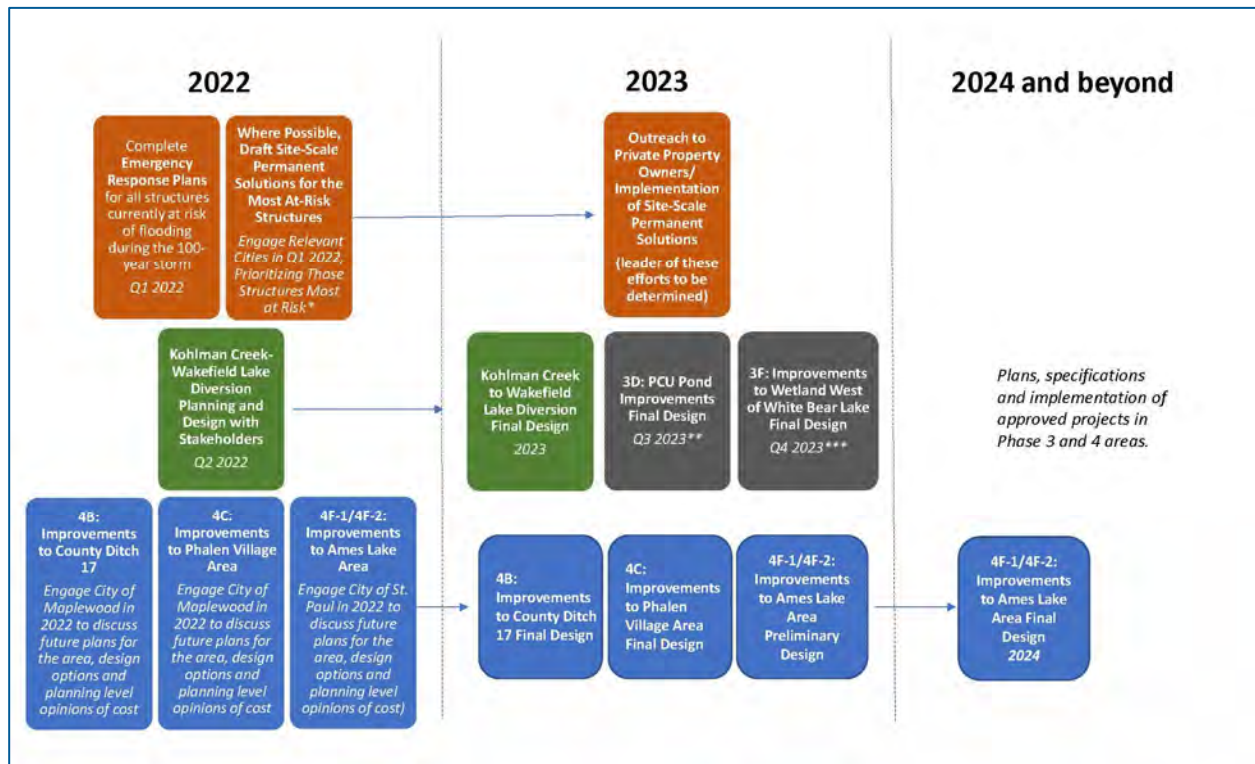 2022
2023
2024 and beyond
Complete
Emergency
Response Plans
for all structures
currently at risk
of flooding
during the 100-
year storm
Q1 2022
Where Possible,
Draft Site-Scale
Permanent
Solutions for the
Most At-Risk
Structures
Engage Relevant
Cities in Q1 2022,
Prioritizing Those
Structures Most
at Risk*
Outreach to
Private Property
Owners/
Implementation
of Site-Scale
Permanent
Solutions
(leader of these
efforts to be
determined)
Kohlman Creek-
Wakefield Lake
Diversion
Planning and
Design with
Stakeholders
Q2 2022
Kohlman Creek
to Wakefield
Lake Diversion
Final Design
2023
3D: PCU Pond
Improvements
Final Design
Q3 2023**
3F: Improvements
to Wetland West
of White Bear Lake
Final Design
Q4 2023***
Plans, specifications
and implementation of
approved projects in
Phase 3 and 4 areas.
4B:
Improvements
to County Ditch
17
Engage City of
Maplewood in
2022 to discuss
future plans for
the area, design
options and
planning level
opinions of cost
4C:
Improvements
to Phalen Village
Area
Engage City of
Maplewood in
2022 to discuss
future plans for
the area, design
options and
planning level
opinions of cost
4F-1/4F-2:
Improvements
to Ames Lake
Area
Engage City of St.
Paul in 2022 to
discuss future
plans for the
area, design
options and
planning level
opinions of cost)
4B:
Improvements
to County Ditch
17 Final Design
4C:
Improvements
to Phalen
Village Area
Final Design
4F-1/4F-2:
Improvements
to Ames Lake
Area
Preliminary
Design
4F-1/4F-2:
Improvements
to Ames Lake
Area Final
Design
2024